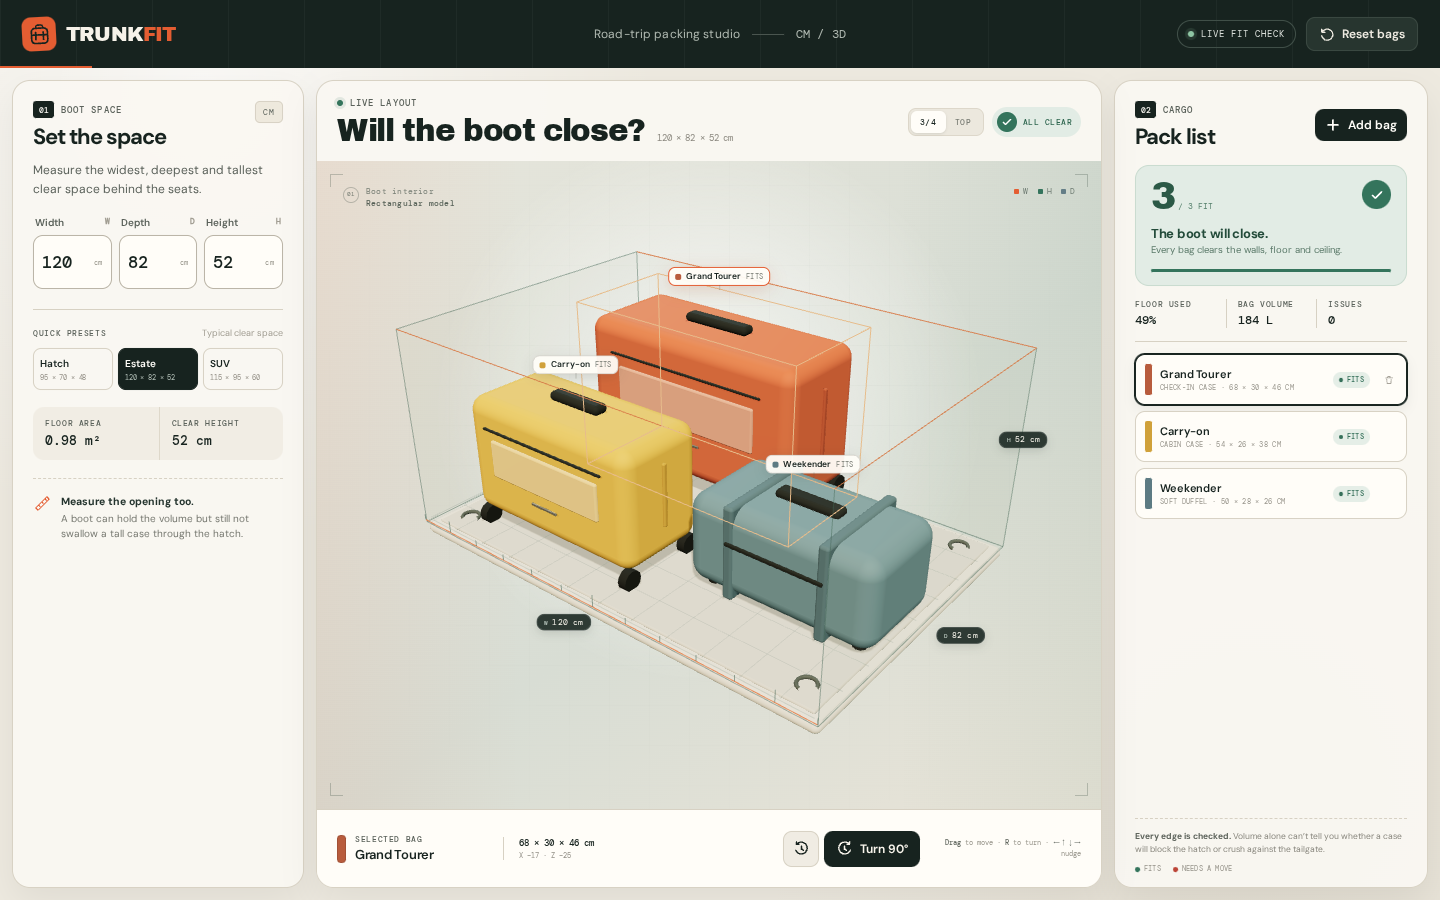 TRUNKFIT
Road-trip packing studio
CM / 3D
LIVE FIT CHECK
Reset bags
01 BOOT SPACE
CM
Set the space
Measure the widest, deepest and tallest
clear space behind the seats.
Width W
Depth D
Height H
120 cm
82 cm
52 cm
QUICK PRESETS
Typical clear space
Hatch
95 × 70 × 48
Estate
120 × 82 × 52
SUV
115 × 95 × 60
FLOOR AREA
0.98 m²
CLEAR HEIGHT
52 cm
Measure the opening too.
A boot can hold the volume but still not
swallow a tall case through the hatch.
LIVE LAYOUT
Will the boot close?
120 × 82 × 52 cm
3/4
TOP
ALL CLEAR
01
Boot interior
Rectangular model
W H D
Grand Tourer FITS
Carry-on FITS
Weekender FITS
H 52 cm
W 120 cm
D 82 cm
SELECTED BAG
Grand Tourer
68 × 30 × 46 cm
X −17 · Z −25
Turn 90°
Drag to move · R to turn · ←↑↓→
nudge
02 CARGO
Pack list
Add bag
3 / 3 FIT
The boot will close.
Every bag clears the walls, floor and ceiling.
FLOOR USED
49%
BAG VOLUME
184 L
ISSUES
0
Grand Tourer
CHECK-IN CASE · 68 × 30 × 46 CM
FITS
Carry-on
CABIN CASE · 54 × 26 × 38 CM
FITS
Weekender
SOFT DUFFEL · 50 × 28 × 26 CM
FITS
Every edge is checked. Volume alone can't tell you whether a case
will block the hatch or crush against the tailgate.
FITS
NEEDS A MOVE